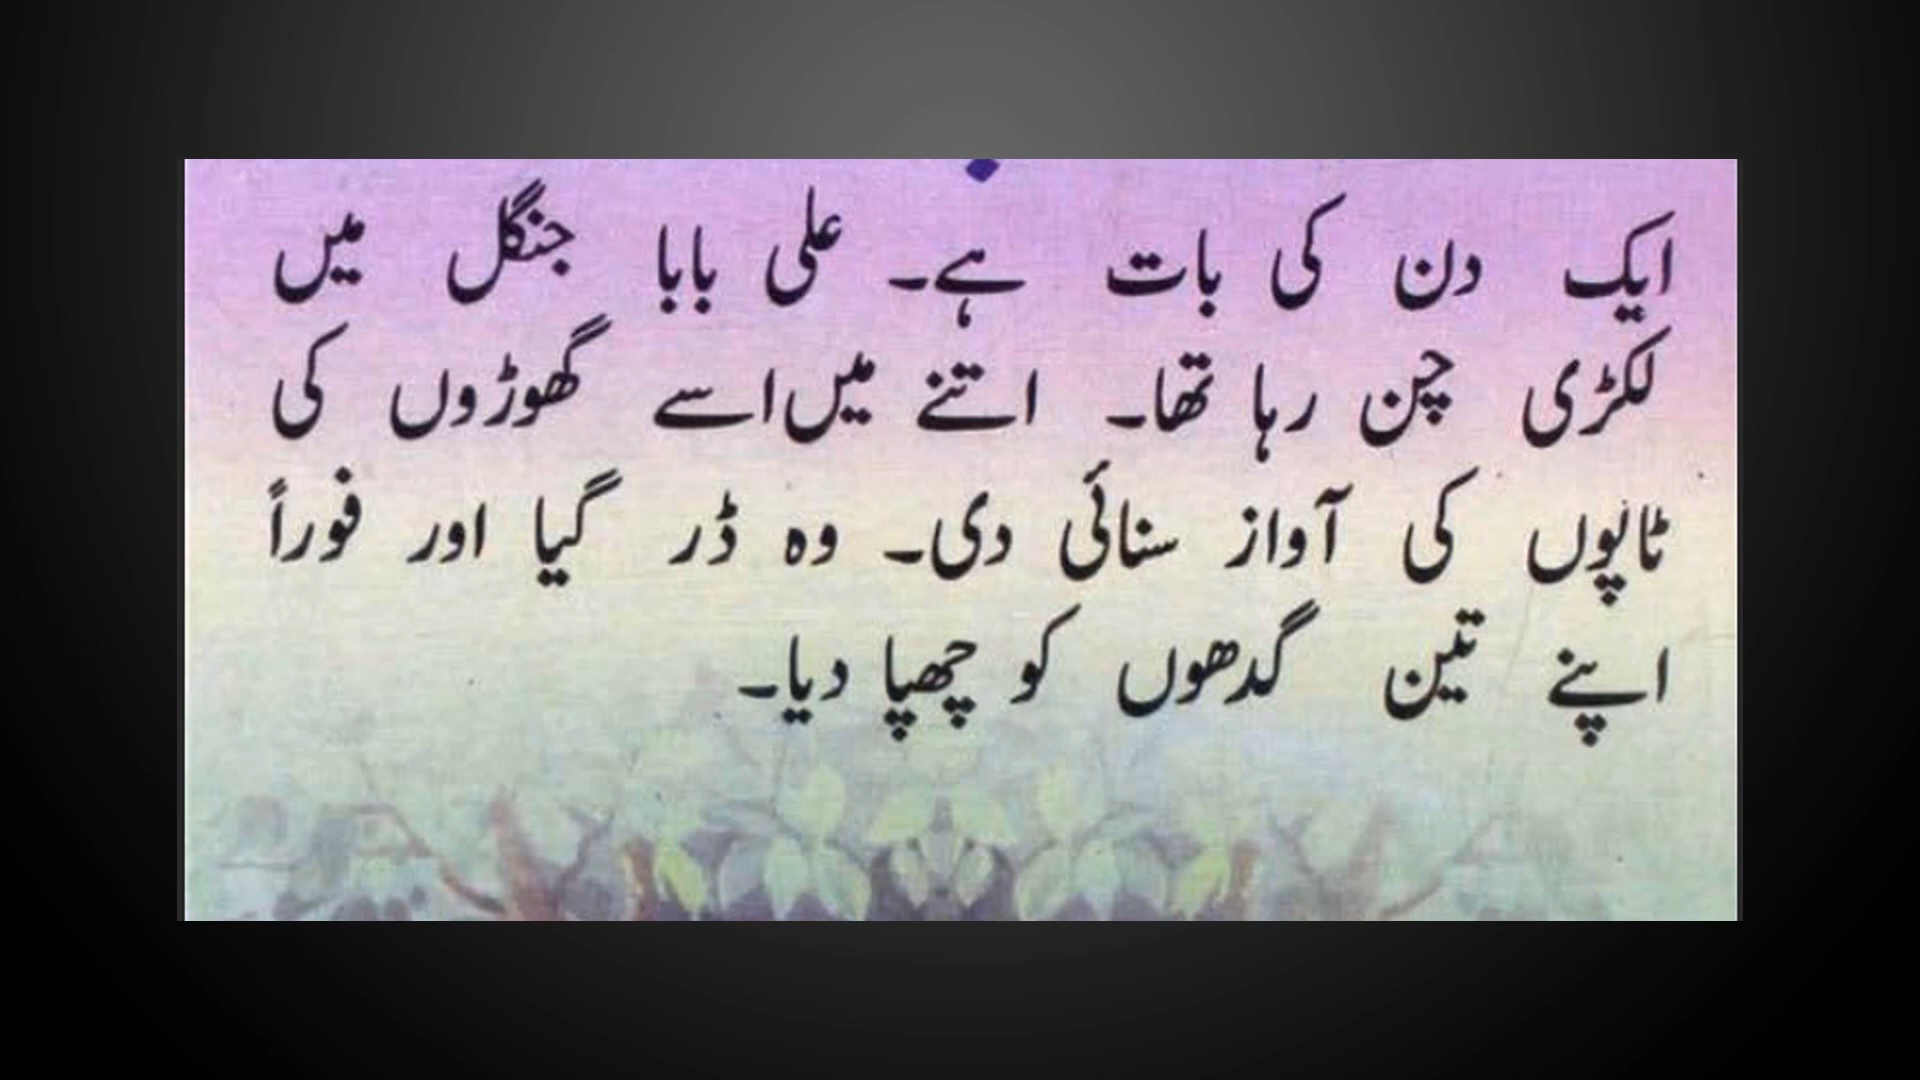 ایک دن کی بات ہے۔ علی بابا جنگل میں
لکڑی چن رہا تھا۔ اتنے میں اسے گھوڑوں کی
ٹاپوں کی آواز سنائی دی۔ وہ ڈر گیا اور فوراً
اپنے تین گدھوں کو چھپا دیا۔